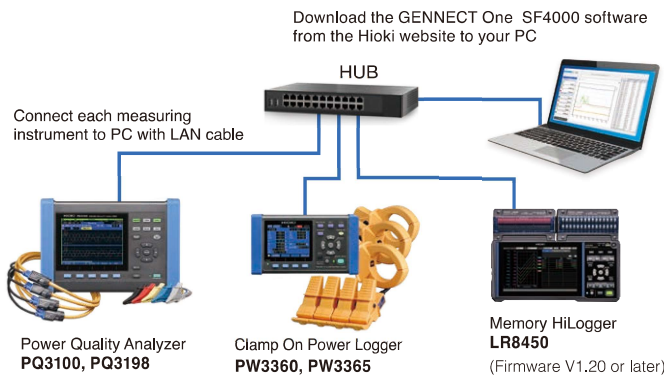 Download the GENNECT One SF4000 software
from the Hioki website to your PC
HUB
Connect each measuring
instrument to PC with LAN cable
Power Quality Analyzer
PQ3100, PQ3198
Clamp On Power Logger
PW3360, PW3365
Memory HiLogger
LR8450
(Firmware V1.20 or later)